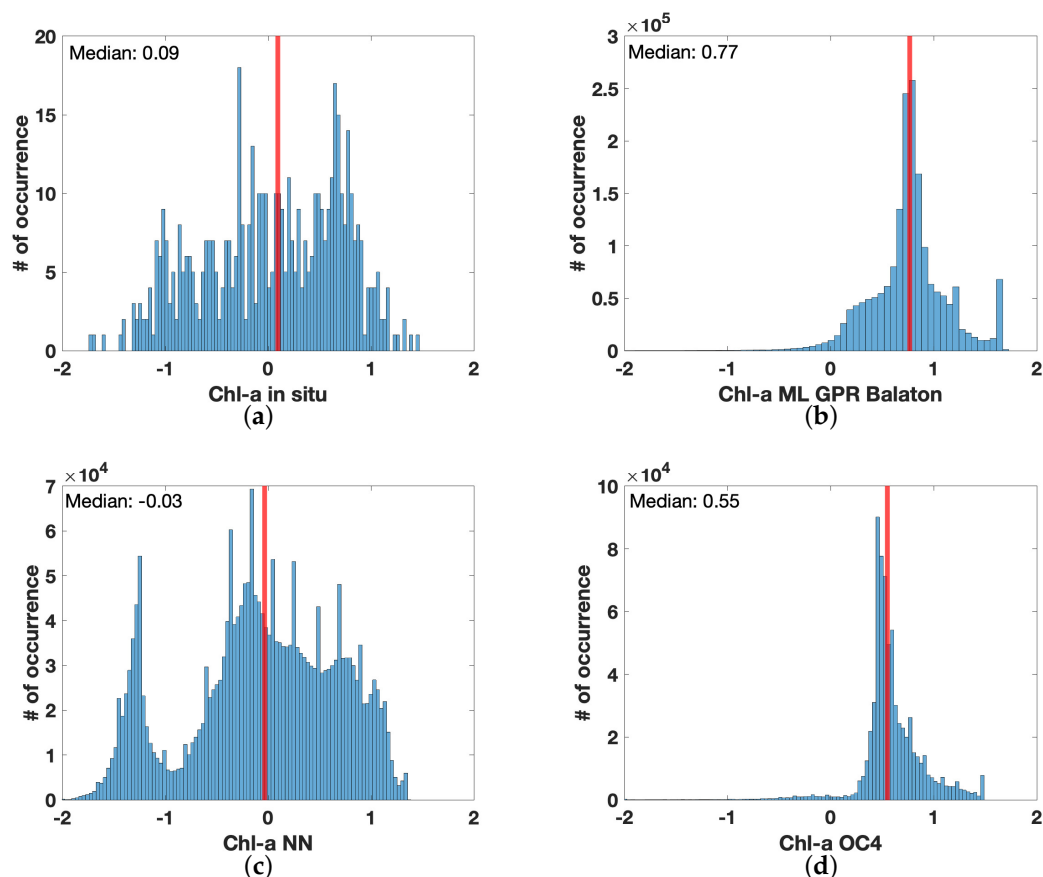 Median: 0.09
20
15
10
5
0
# of occurrence
-2 -1 0 1 2
Chl-a in situ
(a)
×10^5
Median: 0.77
3
2.5
2
1.5
1
0.5
0
# of occurrence
-2 -1 0 1 2
Chl-a ML GPR Balaton
(b)
×10^4
Median: -0.03
7
6
5
4
3
2
1
0
# of occurrence
-2 -1 0 1 2
Chl-a NN
(c)
×10^4
Median: 0.55
10
8
6
4
2
0
# of occurrence
-2 -1 0 1 2
Chl-a OC4
(d)